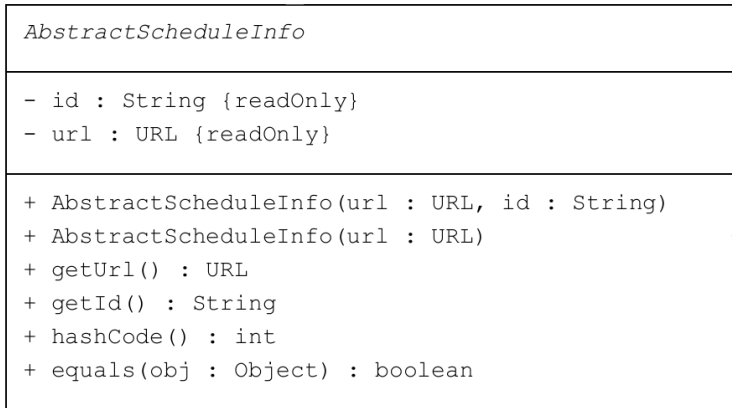 AbstractScheduleInfo
- id : String {readOnly}
- url : URL {readOnly}
+ AbstractScheduleInfo(url : URL, id : String)
+ AbstractScheduleInfo(url : URL)
+ getUrl() : URL
+ getId() : String
+ hashCode() : int
+ equals(obj : Object) : boolean